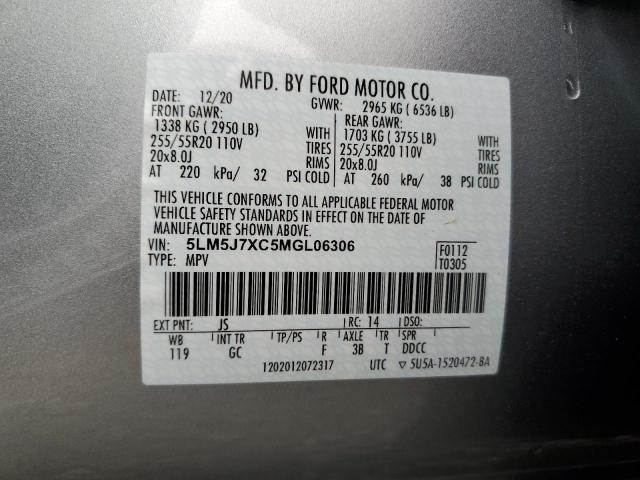 MFD. BY FORD MOTOR CO.
DATE: 12/20 GVWR: 2965 KG ( 6536 LB)
FRONT GAWR: REAR GAWR:
1338 KG ( 2950 LB) WITH 1703 KG ( 3755 LB) WITH
255/55R20 110V TIRES 255/55R20 110V TIRES
20x8.0J RIMS 20x8.0J RIMS
AT 220 kPa/ 32 PSI COLD AT 260 kPa/ 38 PSI COLD
THIS VEHICLE CONFORMS TO ALL APPLICABLE FEDERAL MOTOR
VEHICLE SAFETY STANDARDS IN EFFECT ON THE DATE OF
MANUFACTURE SHOWN ABOVE.
VIN: 5LM5J7XC5MGL06306 F0112
TYPE: MPV T0305
EXT PNT: JS RC: 14 DSO:
WB INT TR TP/PS R AXLE TR SPR
119 GC F 3B T DDCC
1202012072317 UTC ▽ 5U5A-1520472-BA